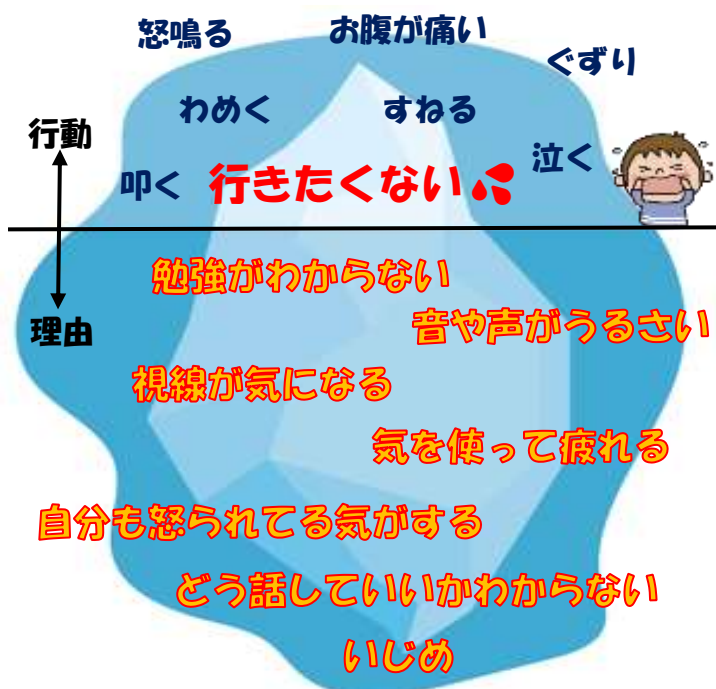 怒鳴る
お腹が痛い
ぐずり
わめく
すねる
行動
叩く
行きたくない
泣く
勉強がわからない
音や声がうるさい
理由
視線が気になる
気を使って疲れる
自分も怒られてる気がする
どう話していいかわからない
いじめ